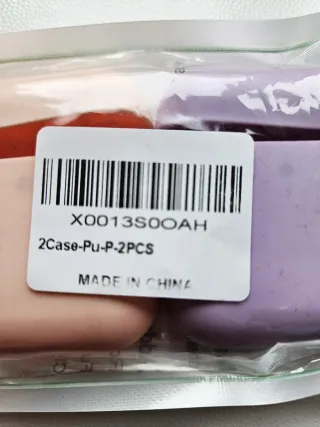 X0013S0OAH
2Case-Pu-P-2PCS
MADE IN CHINA